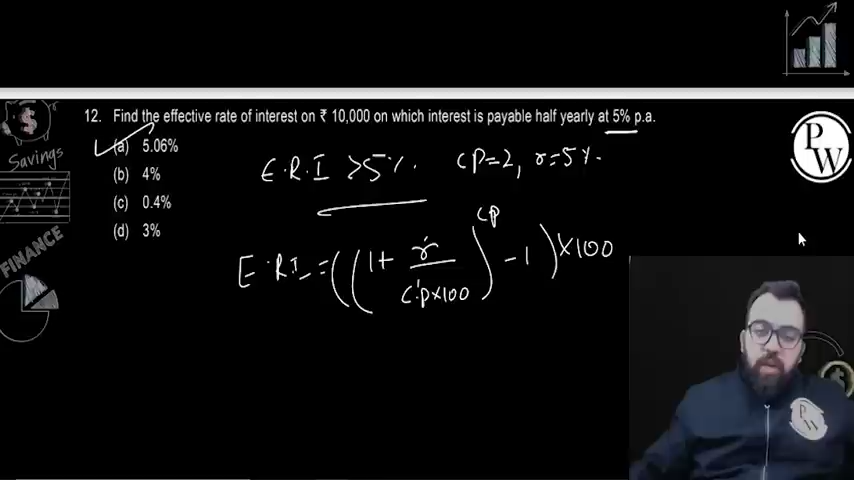 12. Find the effective rate of interest on ₹ 10,000 on which interest is payable half yearly at 5% p.a.
(a) 5.06%
(b) 4%
(c) 0.4%
(d) 3%
E.R.I >5%. CP=2, r=5%.
E.R.I=((1+ r/C.P×100)^CP -1)×100
Savings
FINANCE
PW
PW